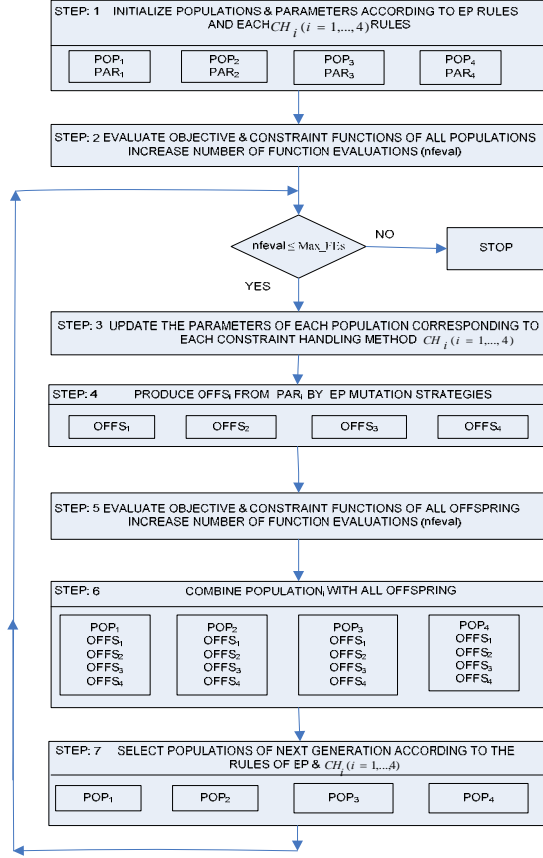 STEP: 1 INITIALIZE POPULATIONS & PARAMETERS ACCORDING TO EP RULES
AND EACH CH i (i = 1,..., 4) RULES
POP₁ POP₂ POP₃ POP₄
PAR₁ PAR₂ PAR₃ PAR₄
STEP: 2 EVALUATE OBJECTIVE & CONSTRAINT FUNCTIONS OF ALL POPULATIONS
INCREASE NUMBER OF FUNCTION EVALUATIONS (nfeval)
nfeval ≤ Max_FEs
NO
STOP
YES
STEP: 3 UPDATE THE PARAMETERS OF EACH POPULATION CORRESPONDING TO
EACH CONSTRAINT HANDLING METHOD CH i (i = 1,..., 4)
STEP: 4 PRODUCE OFFSᵢ FROM PARᵢ BY EP MUTATION STRATEGIES
OFFS₁ OFFS₂ OFFS₃ OFFS₄
STEP: 5 EVALUATE OBJECTIVE & CONSTRAINT FUNCTIONS OF ALL OFFSPRING
INCREASE NUMBER OF FUNCTION EVALUATIONS (nfeval)
STEP: 6 COMBINE POPULATIONᵢ WITH ALL OFFSPRING
POP₁ POP₂ POP₃ POP₄
OFFS₁ OFFS₁ OFFS₁ OFFS₁
OFFS₂ OFFS₂ OFFS₂ OFFS₂
OFFS₃ OFFS₃ OFFS₃ OFFS₃
OFFS₄ OFFS₄ OFFS₄ OFFS₄
STEP: 7 SELECT POPULATIONS OF NEXT GENERATION ACCORDING TO THE
RULES OF EP & CH i (i = 1,...,4)
POP₁ POP₂ POP₃ POP₄